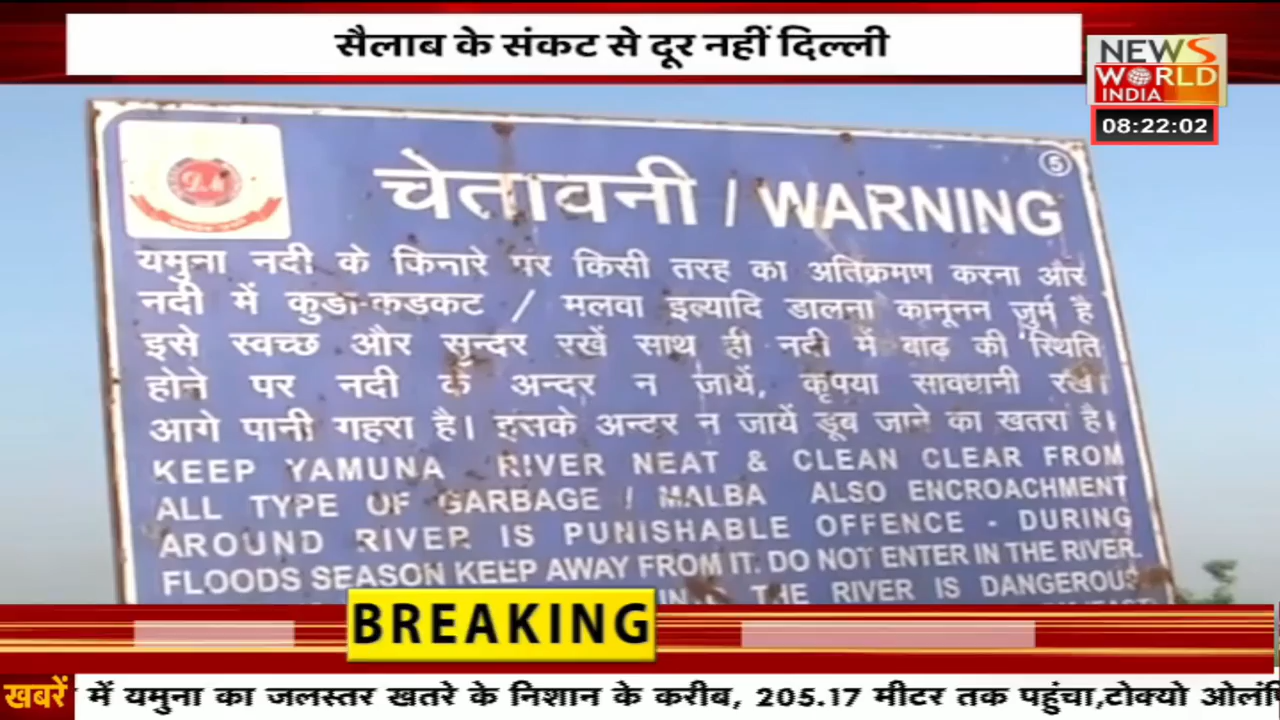 सैलाब के संकट से दूर नहीं दिल्ली
NEWS
WORLD
INDIA
08:22:02
5
चेतावनी / WARNING
यमुना नदी के किनारे पर किसी तरह का अतिक्रमण करना और
नदी में कुडा-कडकट / मलवा इत्यादि डालना कानूनन जुर्म है
इसे स्वच्छ और सुन्दर रखें साथ ही नदी में बाढ़ की स्थिति
होने पर नदी के अन्दर न जायें, कृपया सावधानी रखें।
आगे पानी गहरा है। इसके अन्दर न जायें डूब जाने का खतरा है।
KEEP YAMUNA RIVER NEAT & CLEAN CLEAR FROM
ALL TYPE OF GARBAGE / MALBA ALSO ENCROACHMENT
AROUND RIVER IS PUNISHABLE OFFENCE - DURING
FLOODS SEASON KEEP AWAY FROM IT. DO NOT ENTER IN THE RIVER.
THE RIVER IS DANGEROUS
BREAKING
खबरें में यमुना का जलस्तर खतरे के निशान के करीब, 205.17 मीटर तक पहुंचा,टोक्यो